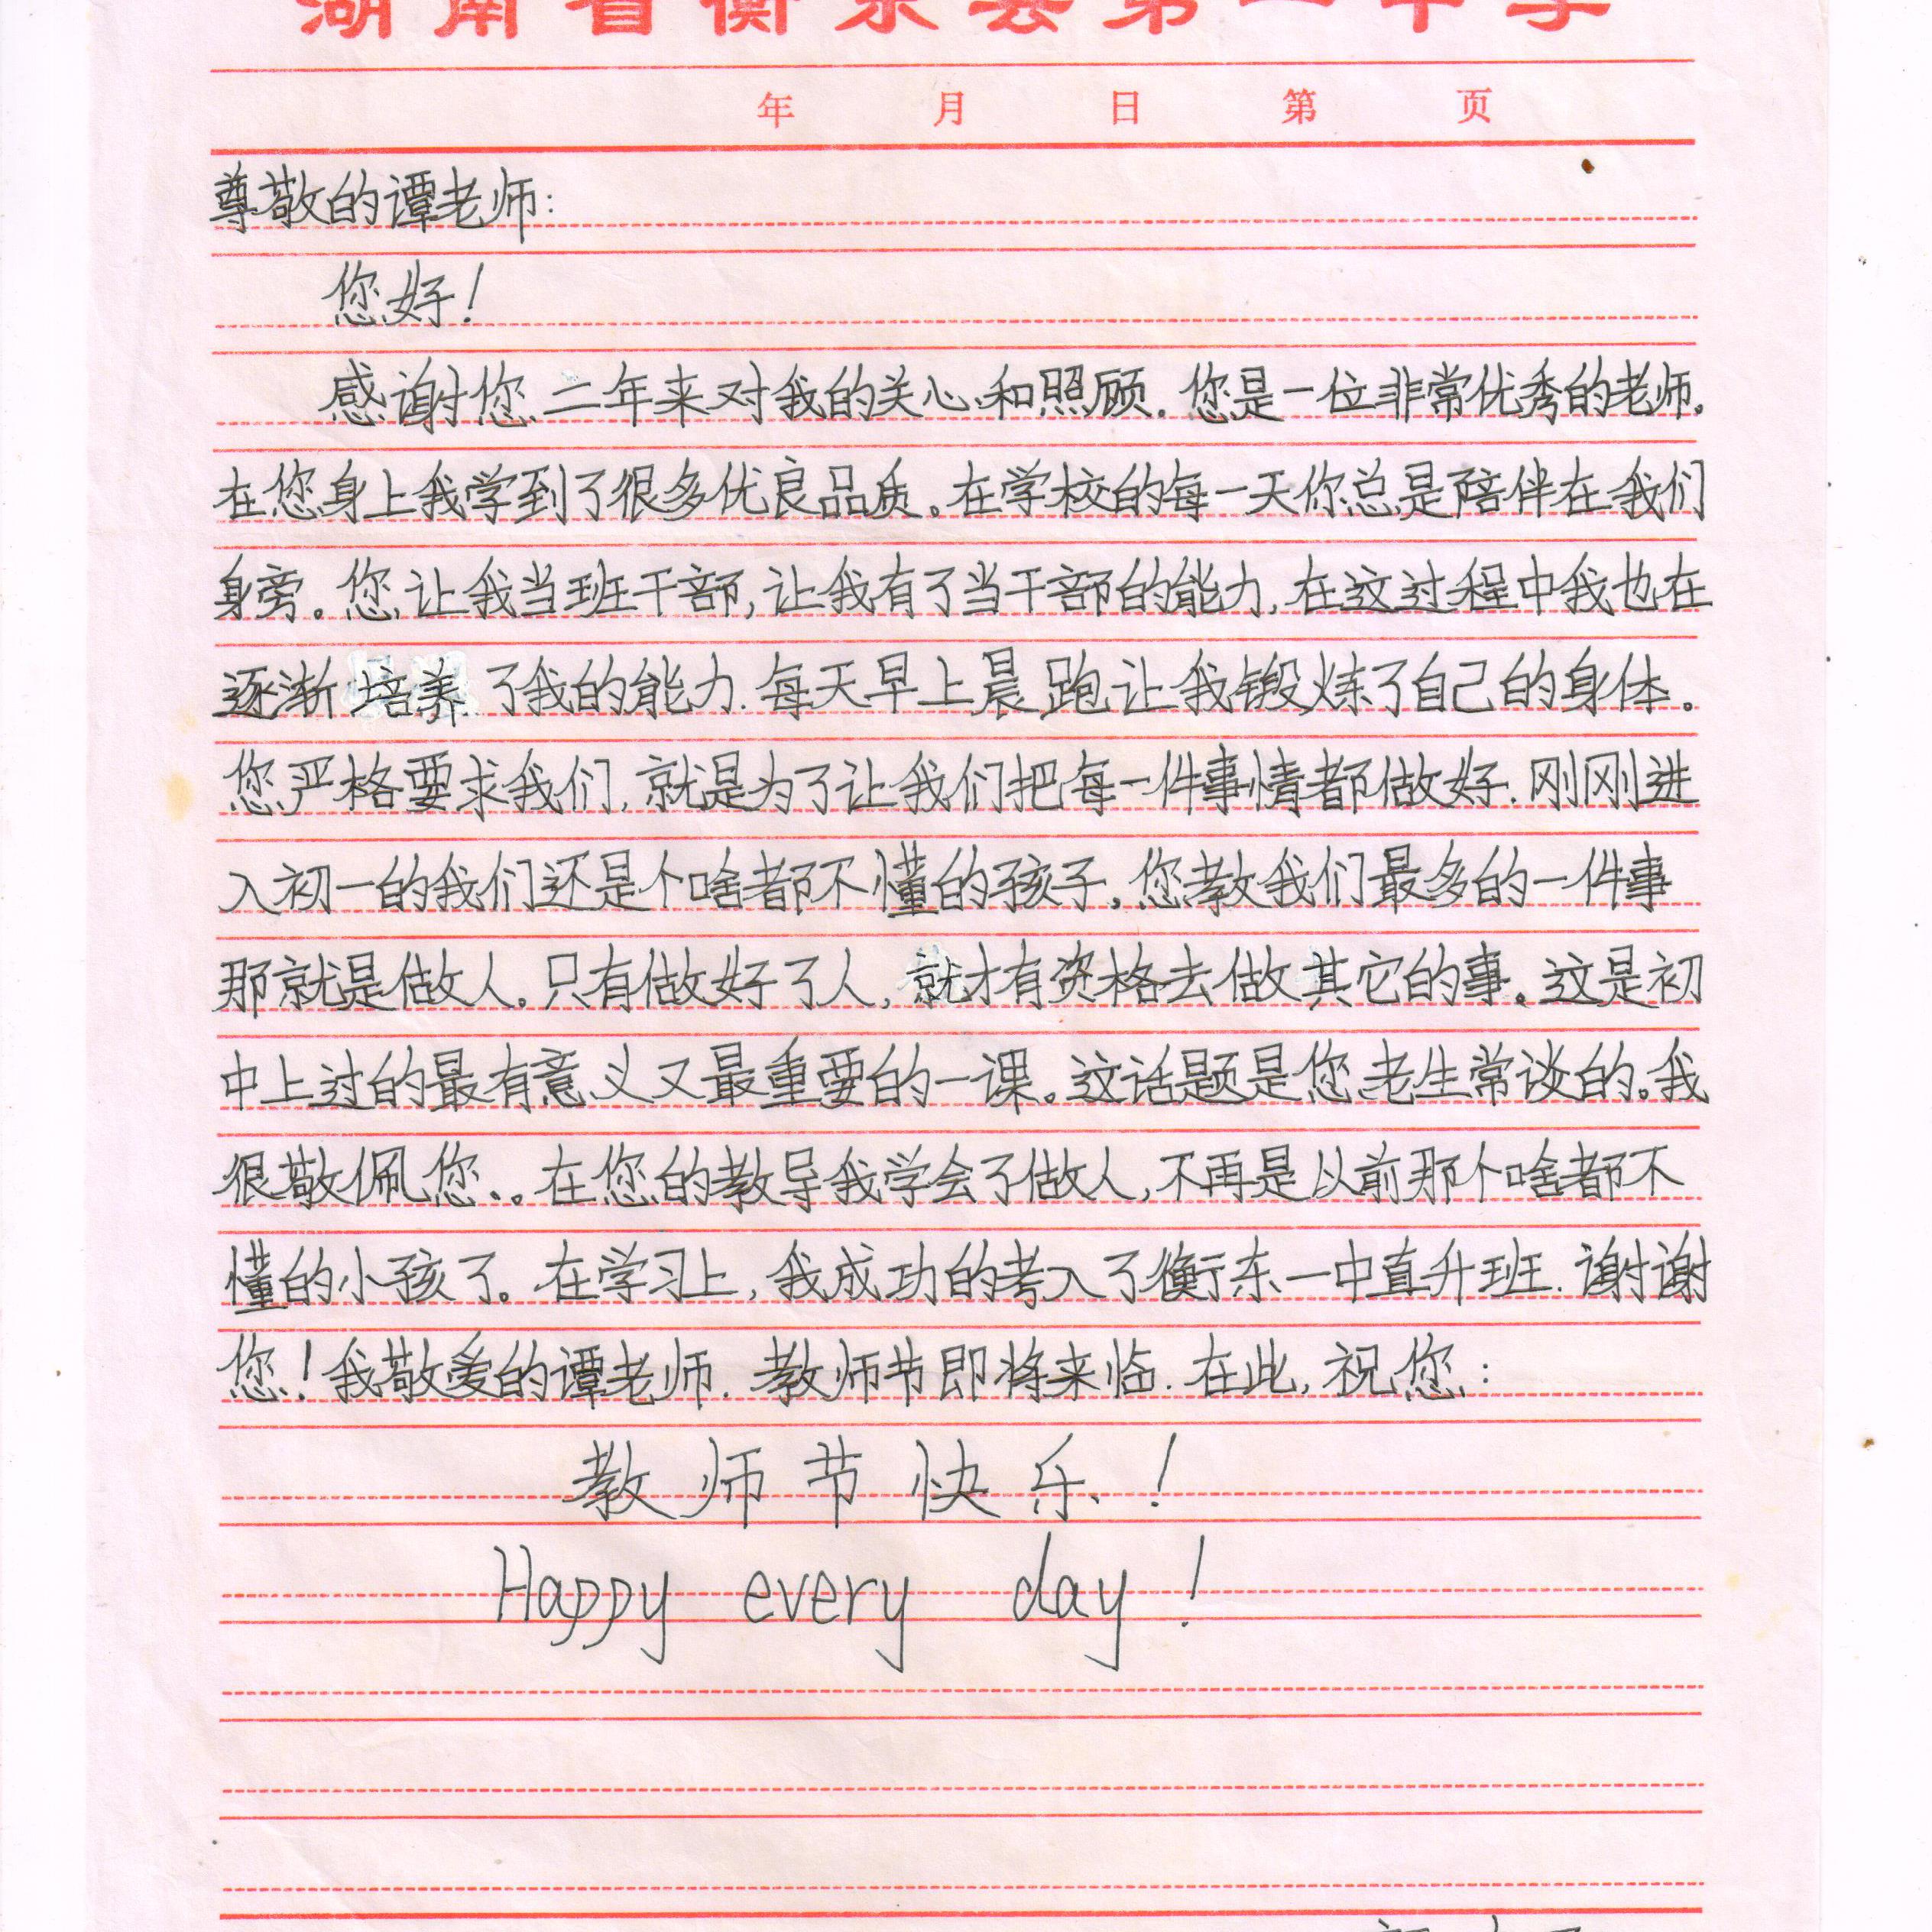 湖南省衡东县第一中学
年 月 日 第 页
尊敬的谭老师:
您好!
感谢您二年来对我的关心和照顾.您是一位非常优秀的老师。
在您身上我学到了很多优良品质。在学校的每一天你总是陪伴在我们
身旁。您让我当班干部,让我有了当干部的能力.在这过程中我也在
逐渐培养了我的能力.每天早上晨跑让我锻炼了自己的身体。
您严格要求我们.就是为了让我们把每一件事情都做好.刚刚进
入初一的我们还是个啥都不懂的孩子。您教我们最多的一件事
那就是做人。只有做好了人,就才有资格去做其它的事。这是初
中上过的最有意义又最重要的一课。这话题是您老生常谈的。我
很敬佩您..在您的教导我学会了做人,不再是以前那个啥都不
懂的小孩了。在学习上,我成功的考入了衡东一中直升班.谢谢
您!我敬爱的谭老师.教师节即将来临.在此,祝您:
教师节快乐!
Happy every day!